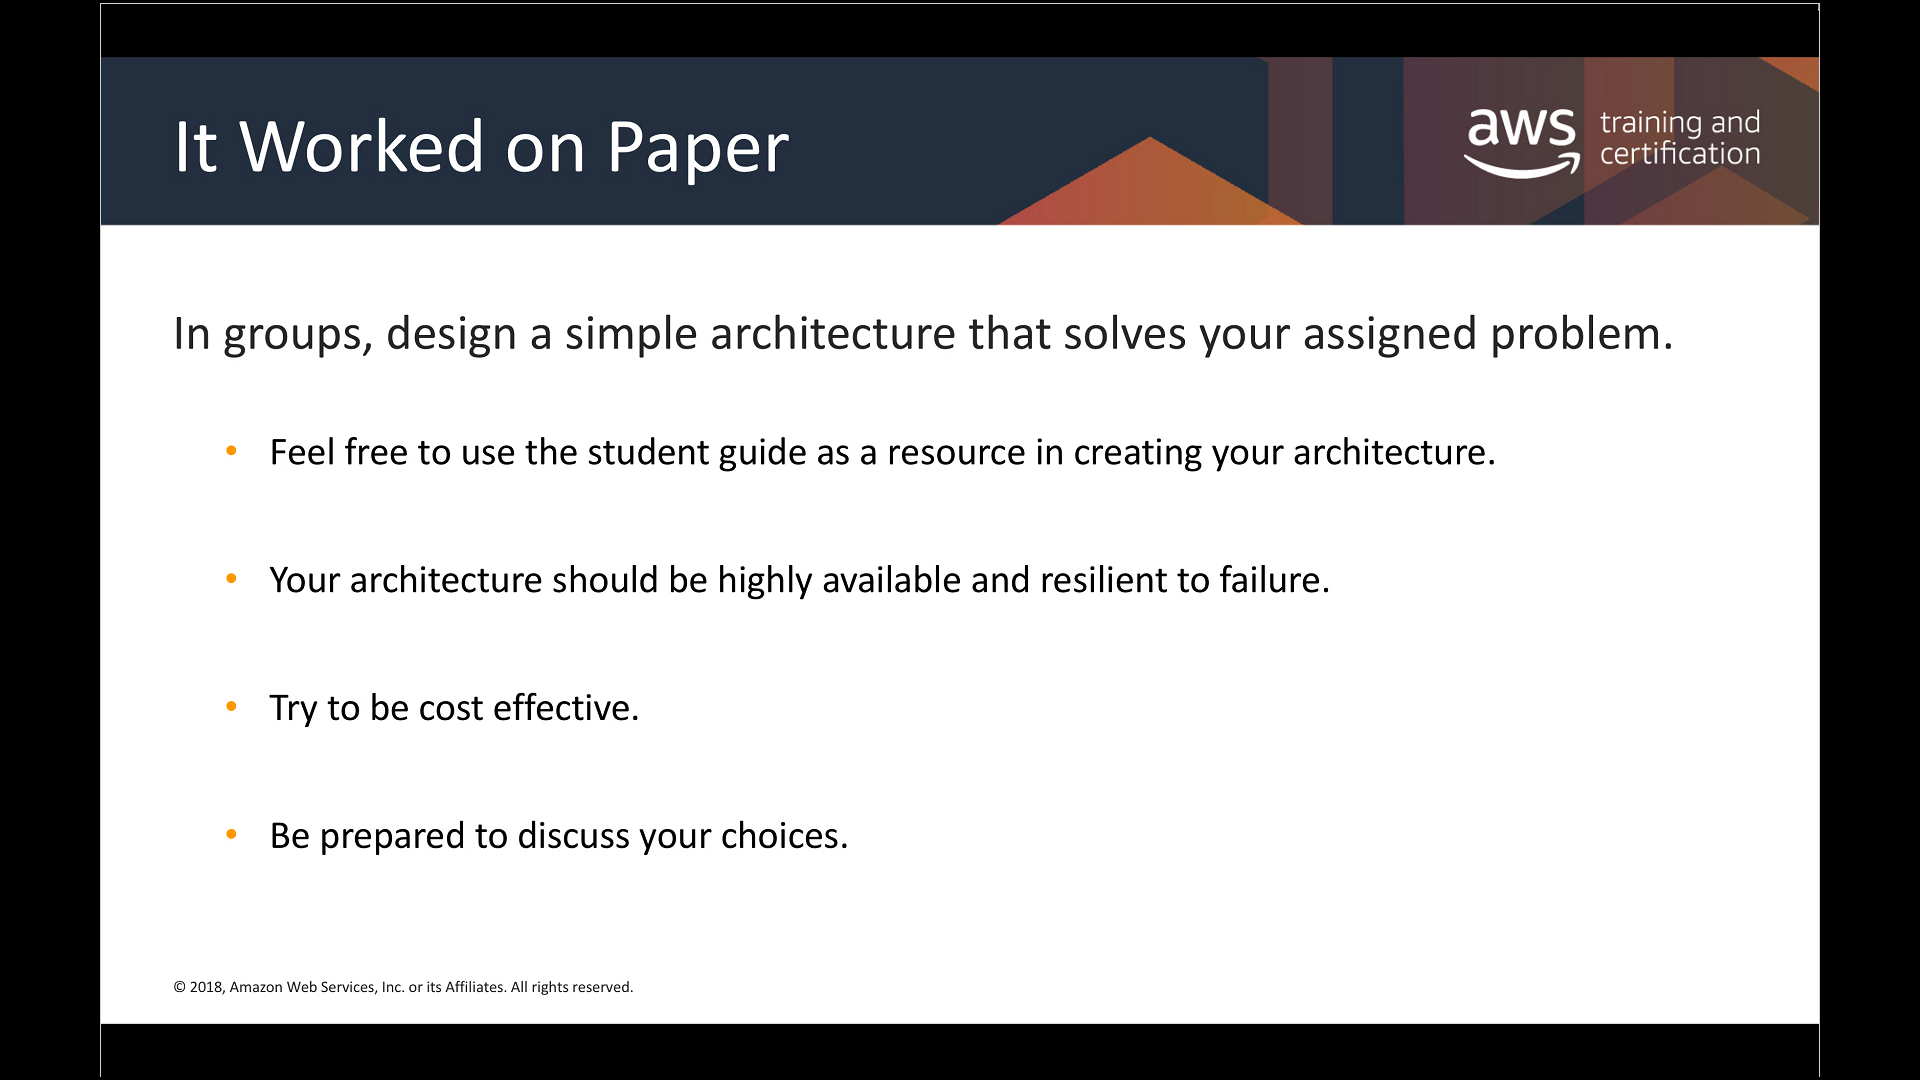 It Worked on Paper
aws training and
certification
In groups, design a simple architecture that solves your assigned problem.
• Feel free to use the student guide as a resource in creating your architecture.
• Your architecture should be highly available and resilient to failure.
• Try to be cost effective.
• Be prepared to discuss your choices.
© 2018, Amazon Web Services, Inc. or its Affiliates. All rights reserved.